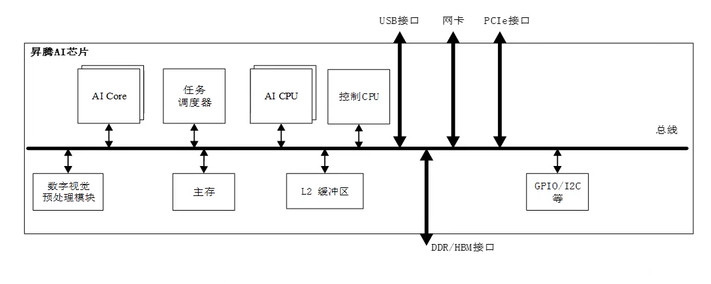 USB接口 网卡 PCIe接口
昇腾AI芯片
AI Core
任务
调度器
AI CPU
控制CPU
总线
数字视觉
预处理模块
主存
L2 缓冲区
GPIO/I2C
等
DDR/HBM接口